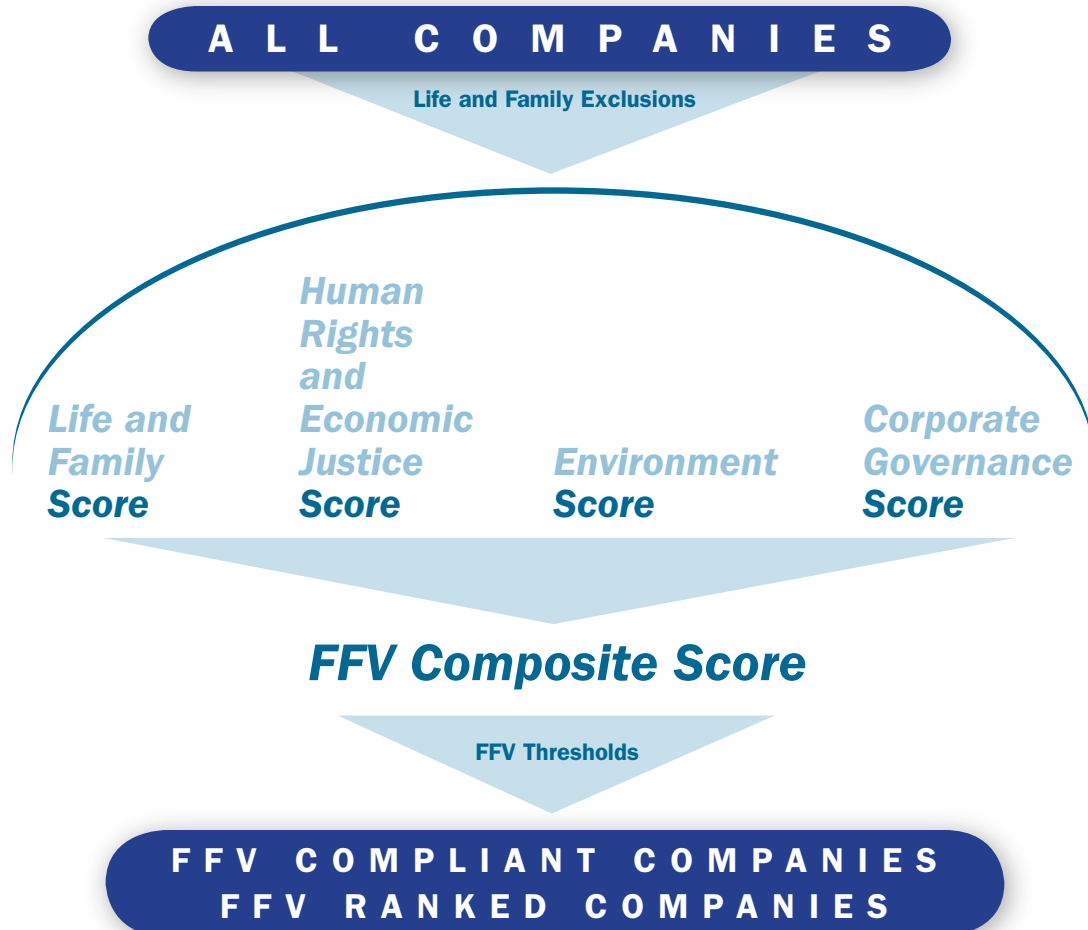 ALL COMPANIES
Life and Family Exclusions
Life and
Family
Score
Human
Rights
and
Economic
Justice
Score
Environment
Score
Corporate
Governance
Score
FFV Composite Score
FFV Thresholds
FFV COMPLIANT COMPANIES
FFV RANKED COMPANIES